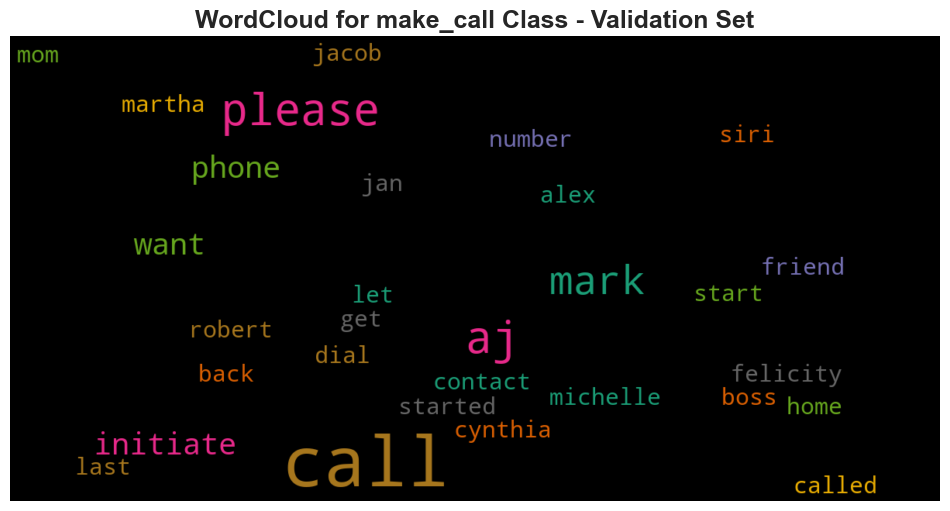 WordCloud for make_call Class - Validation Set
mom
jacob
martha
please
number
siri
phone
jan
alex
want
friend
mark
start
let
get
robert
aj
dial
back
contact
felicity
michelle
boss
home
started
cynthia
initiate
last
call
called